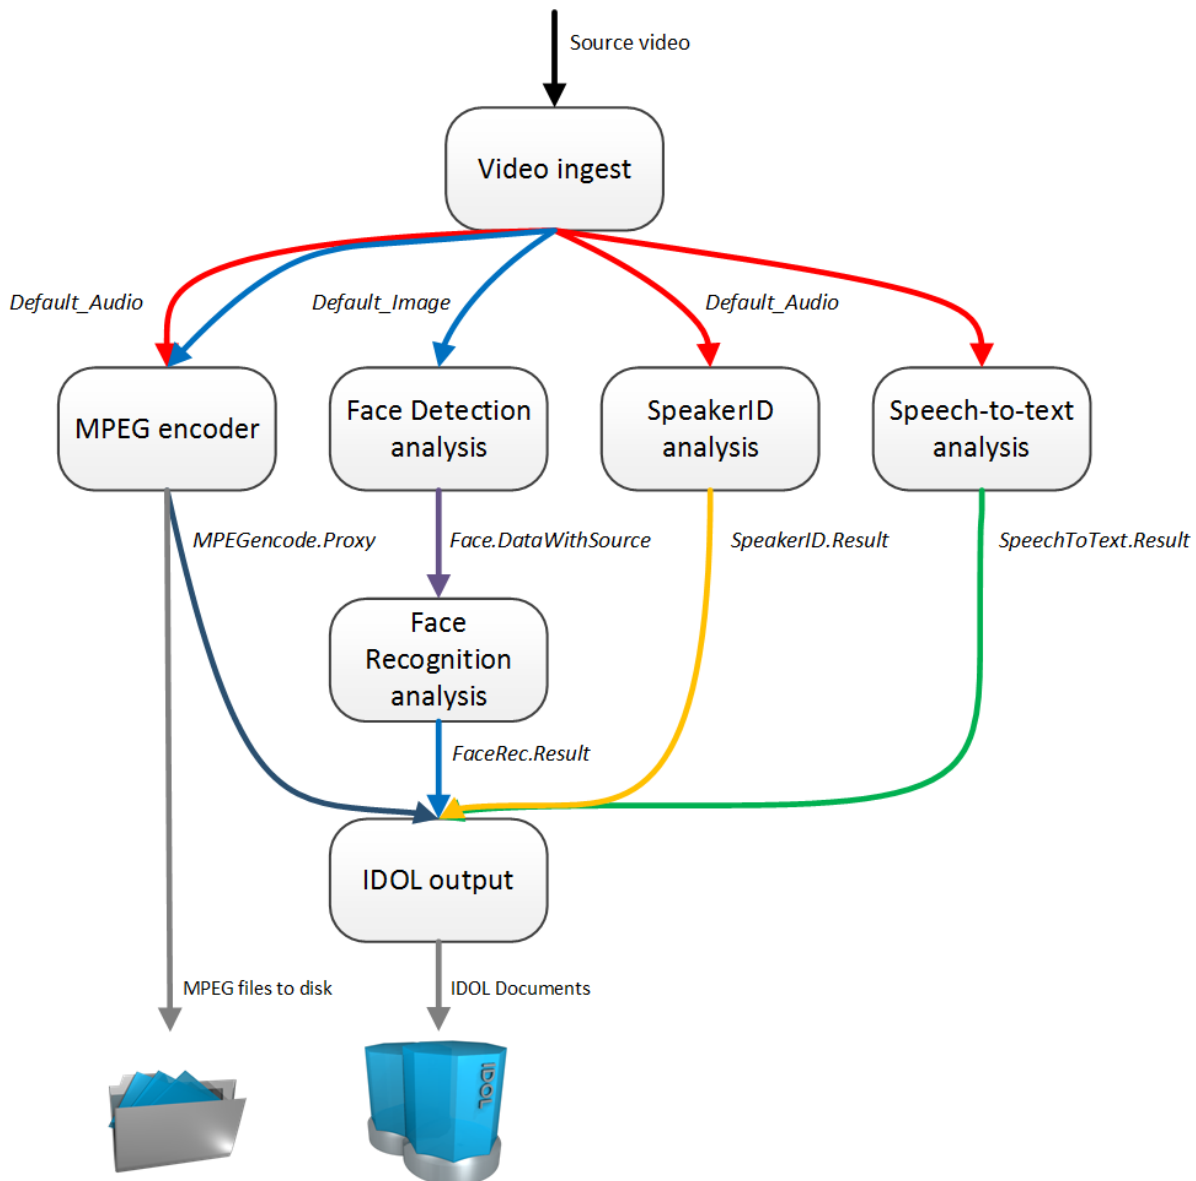 Source video
Video ingest
Default_Audio
Default_Image
Default_Audio
MPEG encoder
Face Detection
analysis
SpeakerID
analysis
Speech-to-text
analysis
MPEGencode.Proxy
Face.DataWithSource
SpeakerID.Result
SpeechToText.Result
Face
Recognition
analysis
FaceRec.Result
IDOL output
MPEG files to disk
IDOL Documents
IDOL